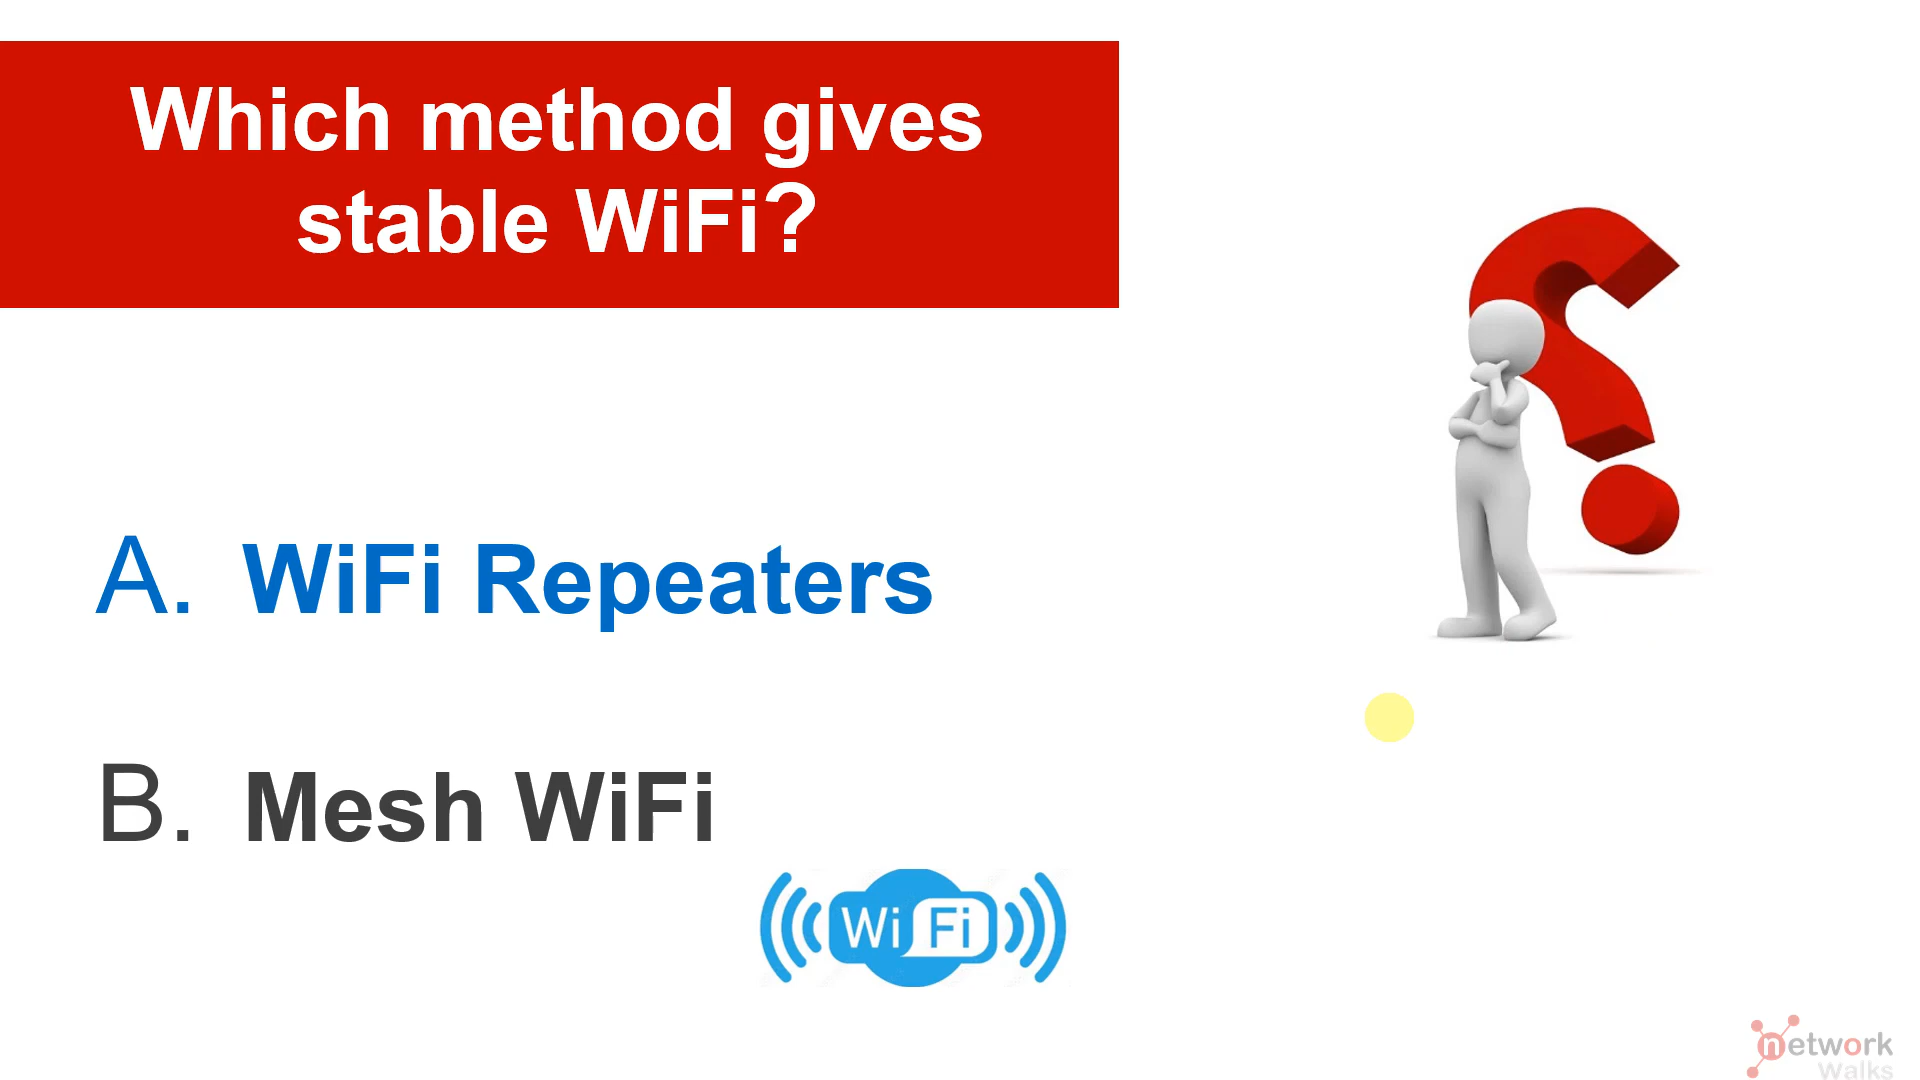 Which method gives
stable WiFi?
A. WiFi Repeaters
B. Mesh WiFi
Wi Fi
network
Walks